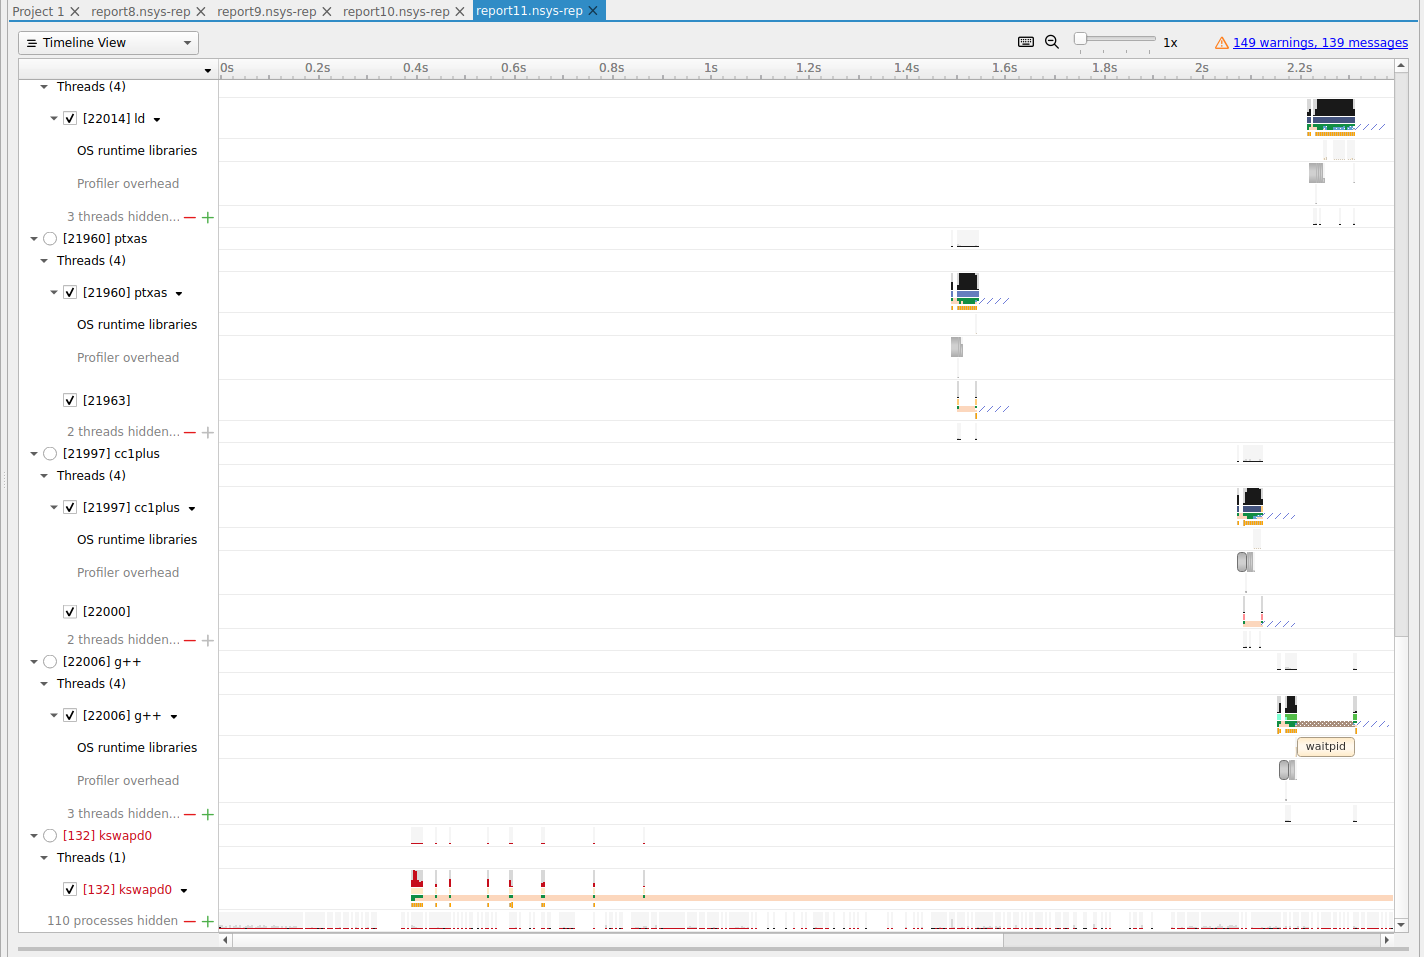 Project 1 report8.nsys-rep report9.nsys-rep report10.nsys-rep report11.nsys-rep
Timeline View 1x 149 warnings, 139 messages
0s 0.2s 0.4s 0.6s 0.8s 1s 1.2s 1.4s 1.6s 1.8s 2s 2.2s
Threads (4)
[22014] ld
OS runtime libraries
Profiler overhead
3 threads hidden...
[21960] ptxas
Threads (4)
[21960] ptxas
OS runtime libraries
Profiler overhead
[21963]
2 threads hidden...
[21997] cc1plus
Threads (4)
[21997] cc1plus
OS runtime libraries
Profiler overhead
[22000]
2 threads hidden...
[22006] g++
Threads (4)
[22006] g++
OS runtime libraries
waitpid
Profiler overhead
3 threads hidden...
[132] kswapd0
Threads (1)
[132] kswapd0
110 processes hidden